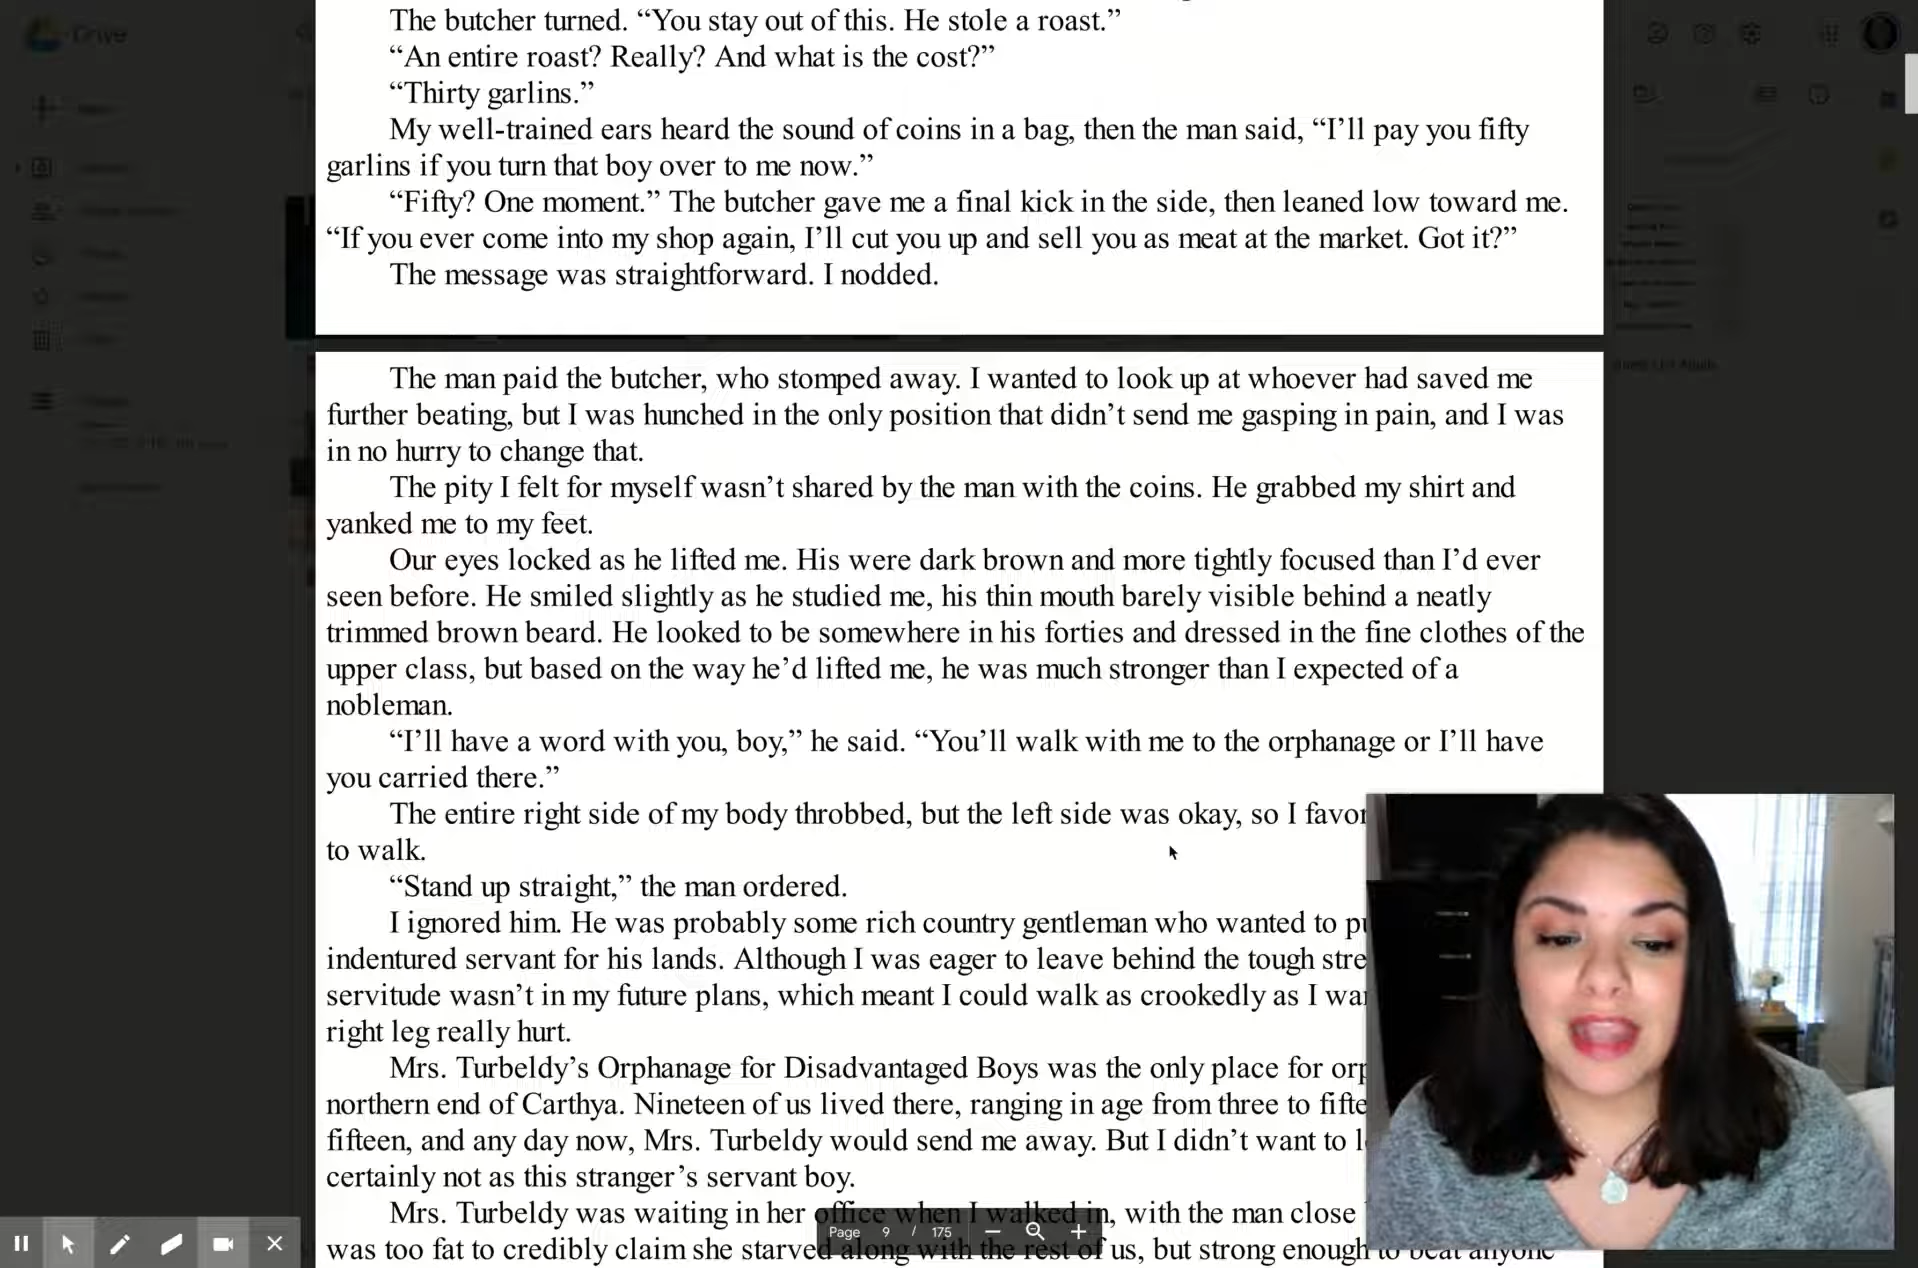 Drive
The butcher turned. “You stay out of this. He stole a roast.”
“An entire roast? Really? And what is the cost?”
“Thirty garlins.”
My well-trained ears heard the sound of coins in a bag, then the man said, “I’ll pay you fifty
garlins if you turn that boy over to me now.”
“Fifty? One moment.” The butcher gave me a final kick in the side, then leaned low toward me.
“If you ever come into my shop again, I’ll cut you up and sell you as meat at the market. Got it?”
The message was straightforward. I nodded.
The man paid the butcher, who stomped away. I wanted to look up at whoever had saved me
further beating, but I was hunched in the only position that didn’t send me gasping in pain, and I was
in no hurry to change that.
The pity I felt for myself wasn’t shared by the man with the coins. He grabbed my shirt and
yanked me to my feet.
Our eyes locked as he lifted me. His were dark brown and more tightly focused than I’d ever
seen before. He smiled slightly as he studied me, his thin mouth barely visible behind a neatly
trimmed brown beard. He looked to be somewhere in his forties and dressed in the fine clothes of the
upper class, but based on the way he’d lifted me, he was much stronger than I expected of a
nobleman.
“I’ll have a word with you, boy,” he said. “You’ll walk with me to the orphanage or I’ll have
you carried there.”
The entire right side of my body throbbed, but the left side was okay, so I favor
to walk.
“Stand up straight,” the man ordered.
I ignored him. He was probably some rich country gentleman who wanted to pu
indentured servant for his lands. Although I was eager to leave behind the tough stre
servitude wasn’t in my future plans, which meant I could walk as crookedly as I wan
right leg really hurt.
Mrs. Turbeldy’s Orphanage for Disadvantaged Boys was the only place for orp
northern end of Carthya. Nineteen of us lived there, ranging in age from three to fifte
fifteen, and any day now, Mrs. Turbeldy would send me away. But I didn’t want to l
certainly not as this stranger’s servant boy.
Mrs. Turbeldy was waiting in her office when I walked in, with the man close
was too fat to credibly claim she starved along with the rest of us, but strong enough to beat anyone
Page 9 / 175